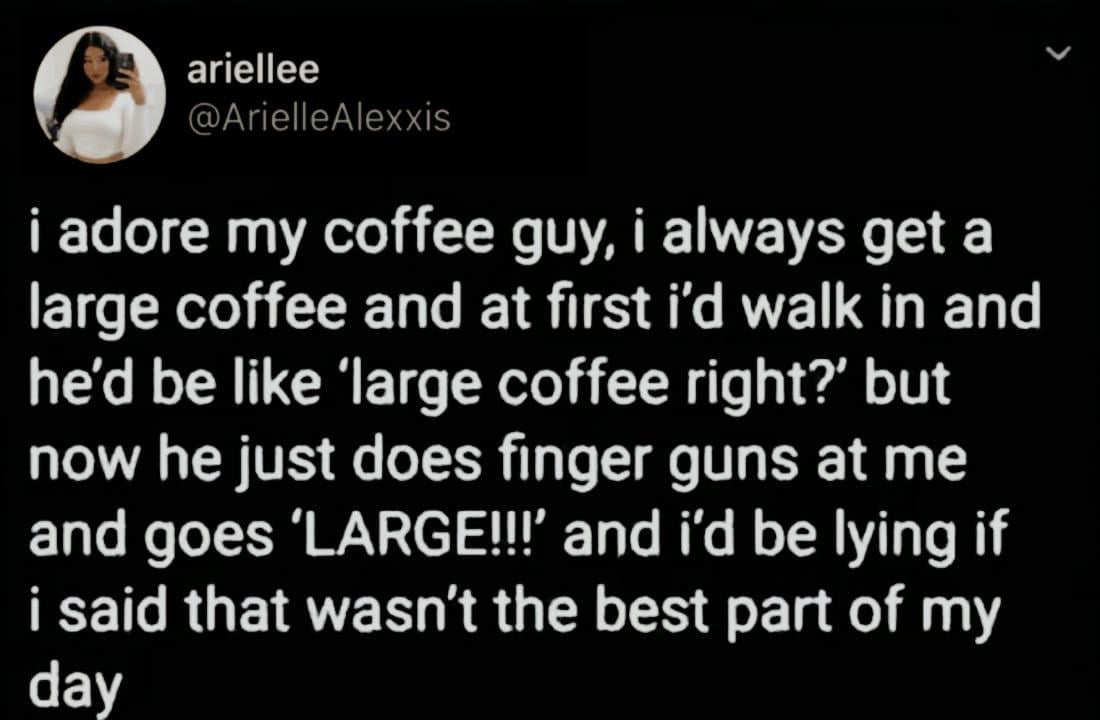 ariellee
@ArielleAlexxis
i adore my coffee guy, i always get a
large coffee and at first i’d walk in and
he’d be like ‘large coffee right?’ but
now he just does finger guns at me
and goes ‘LARGE!!!’ and i’d be lying if
i said that wasn’t the best part of my
day